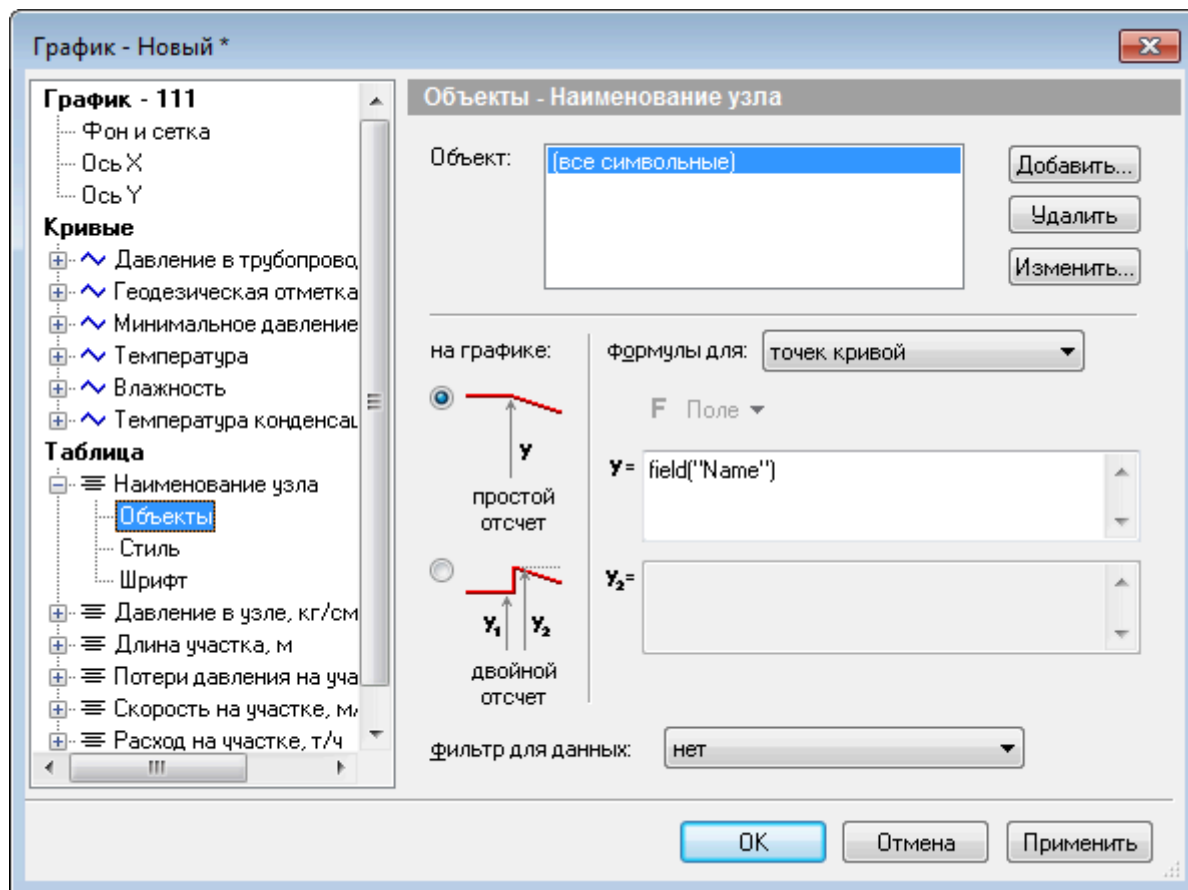 График - Новый *
График - 111
Фон и сетка
Ось X
Ось Y
Кривые
Давление в трубопровод
Геодезическая отметка
Минимальное давление
Температура
Влажность
Температура конденсац
Таблица
Наименование узла
Объекты
Стиль
Шрифт
Давление в узле, кг/см
Длина участка, м
Потери давления на уча
Скорость на участке, м/
Расход на участке, т/ч
Объекты - Наименование узла
Объект:
(все символьные)
Добавить...
Удалить
Изменить...
на графике:
y
простой
отсчет
y1 y2
двойной
отсчет
Формулы для: точек кривой
F Поле
y= field("Name")
y2=
Фильтр для данных: нет
OK Отмена Применить